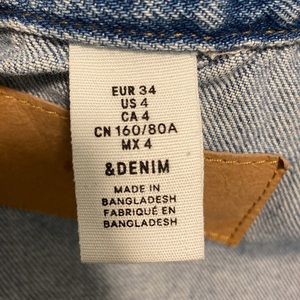 EUR 34
US 4
CA 4
CN 160/80A
MX 4
&DENIM
MADE IN
BANGLADESH
FABRIQUÉ EN
BANGLADESH